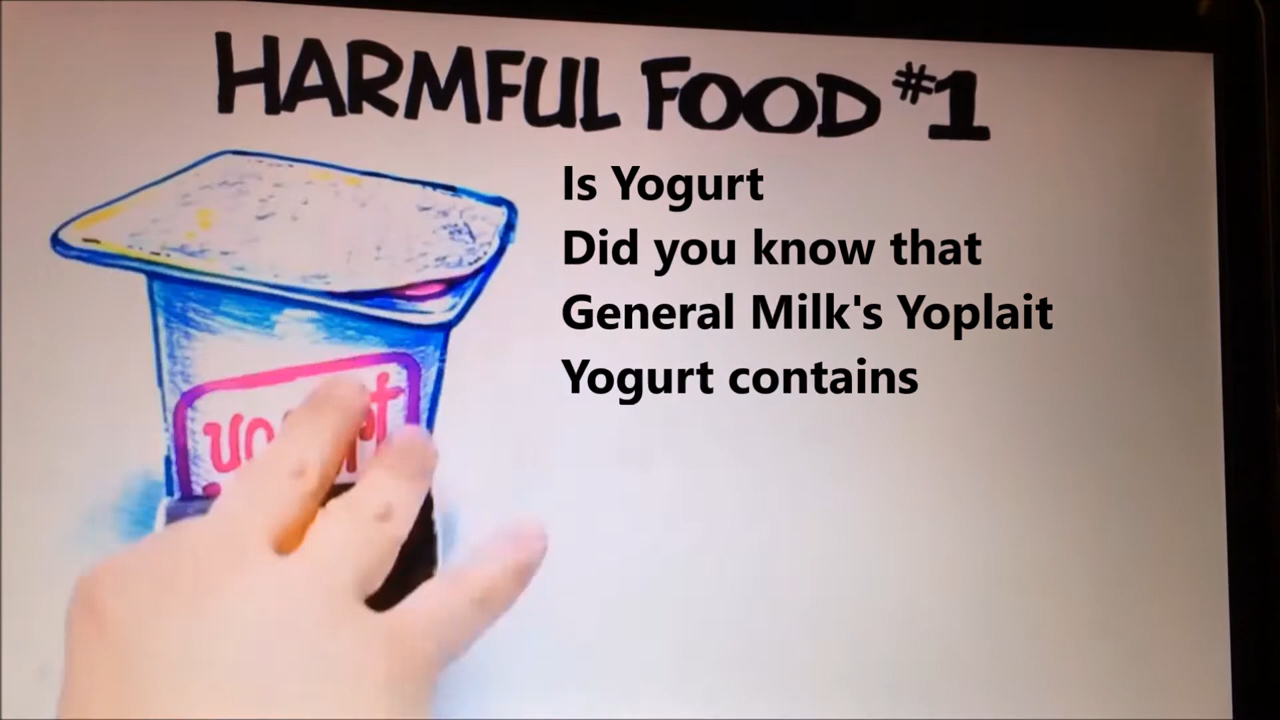 HARMFUL FOOD #1
Is Yogurt
Did you know that
General Milk's Yoplait
Yogurt contains